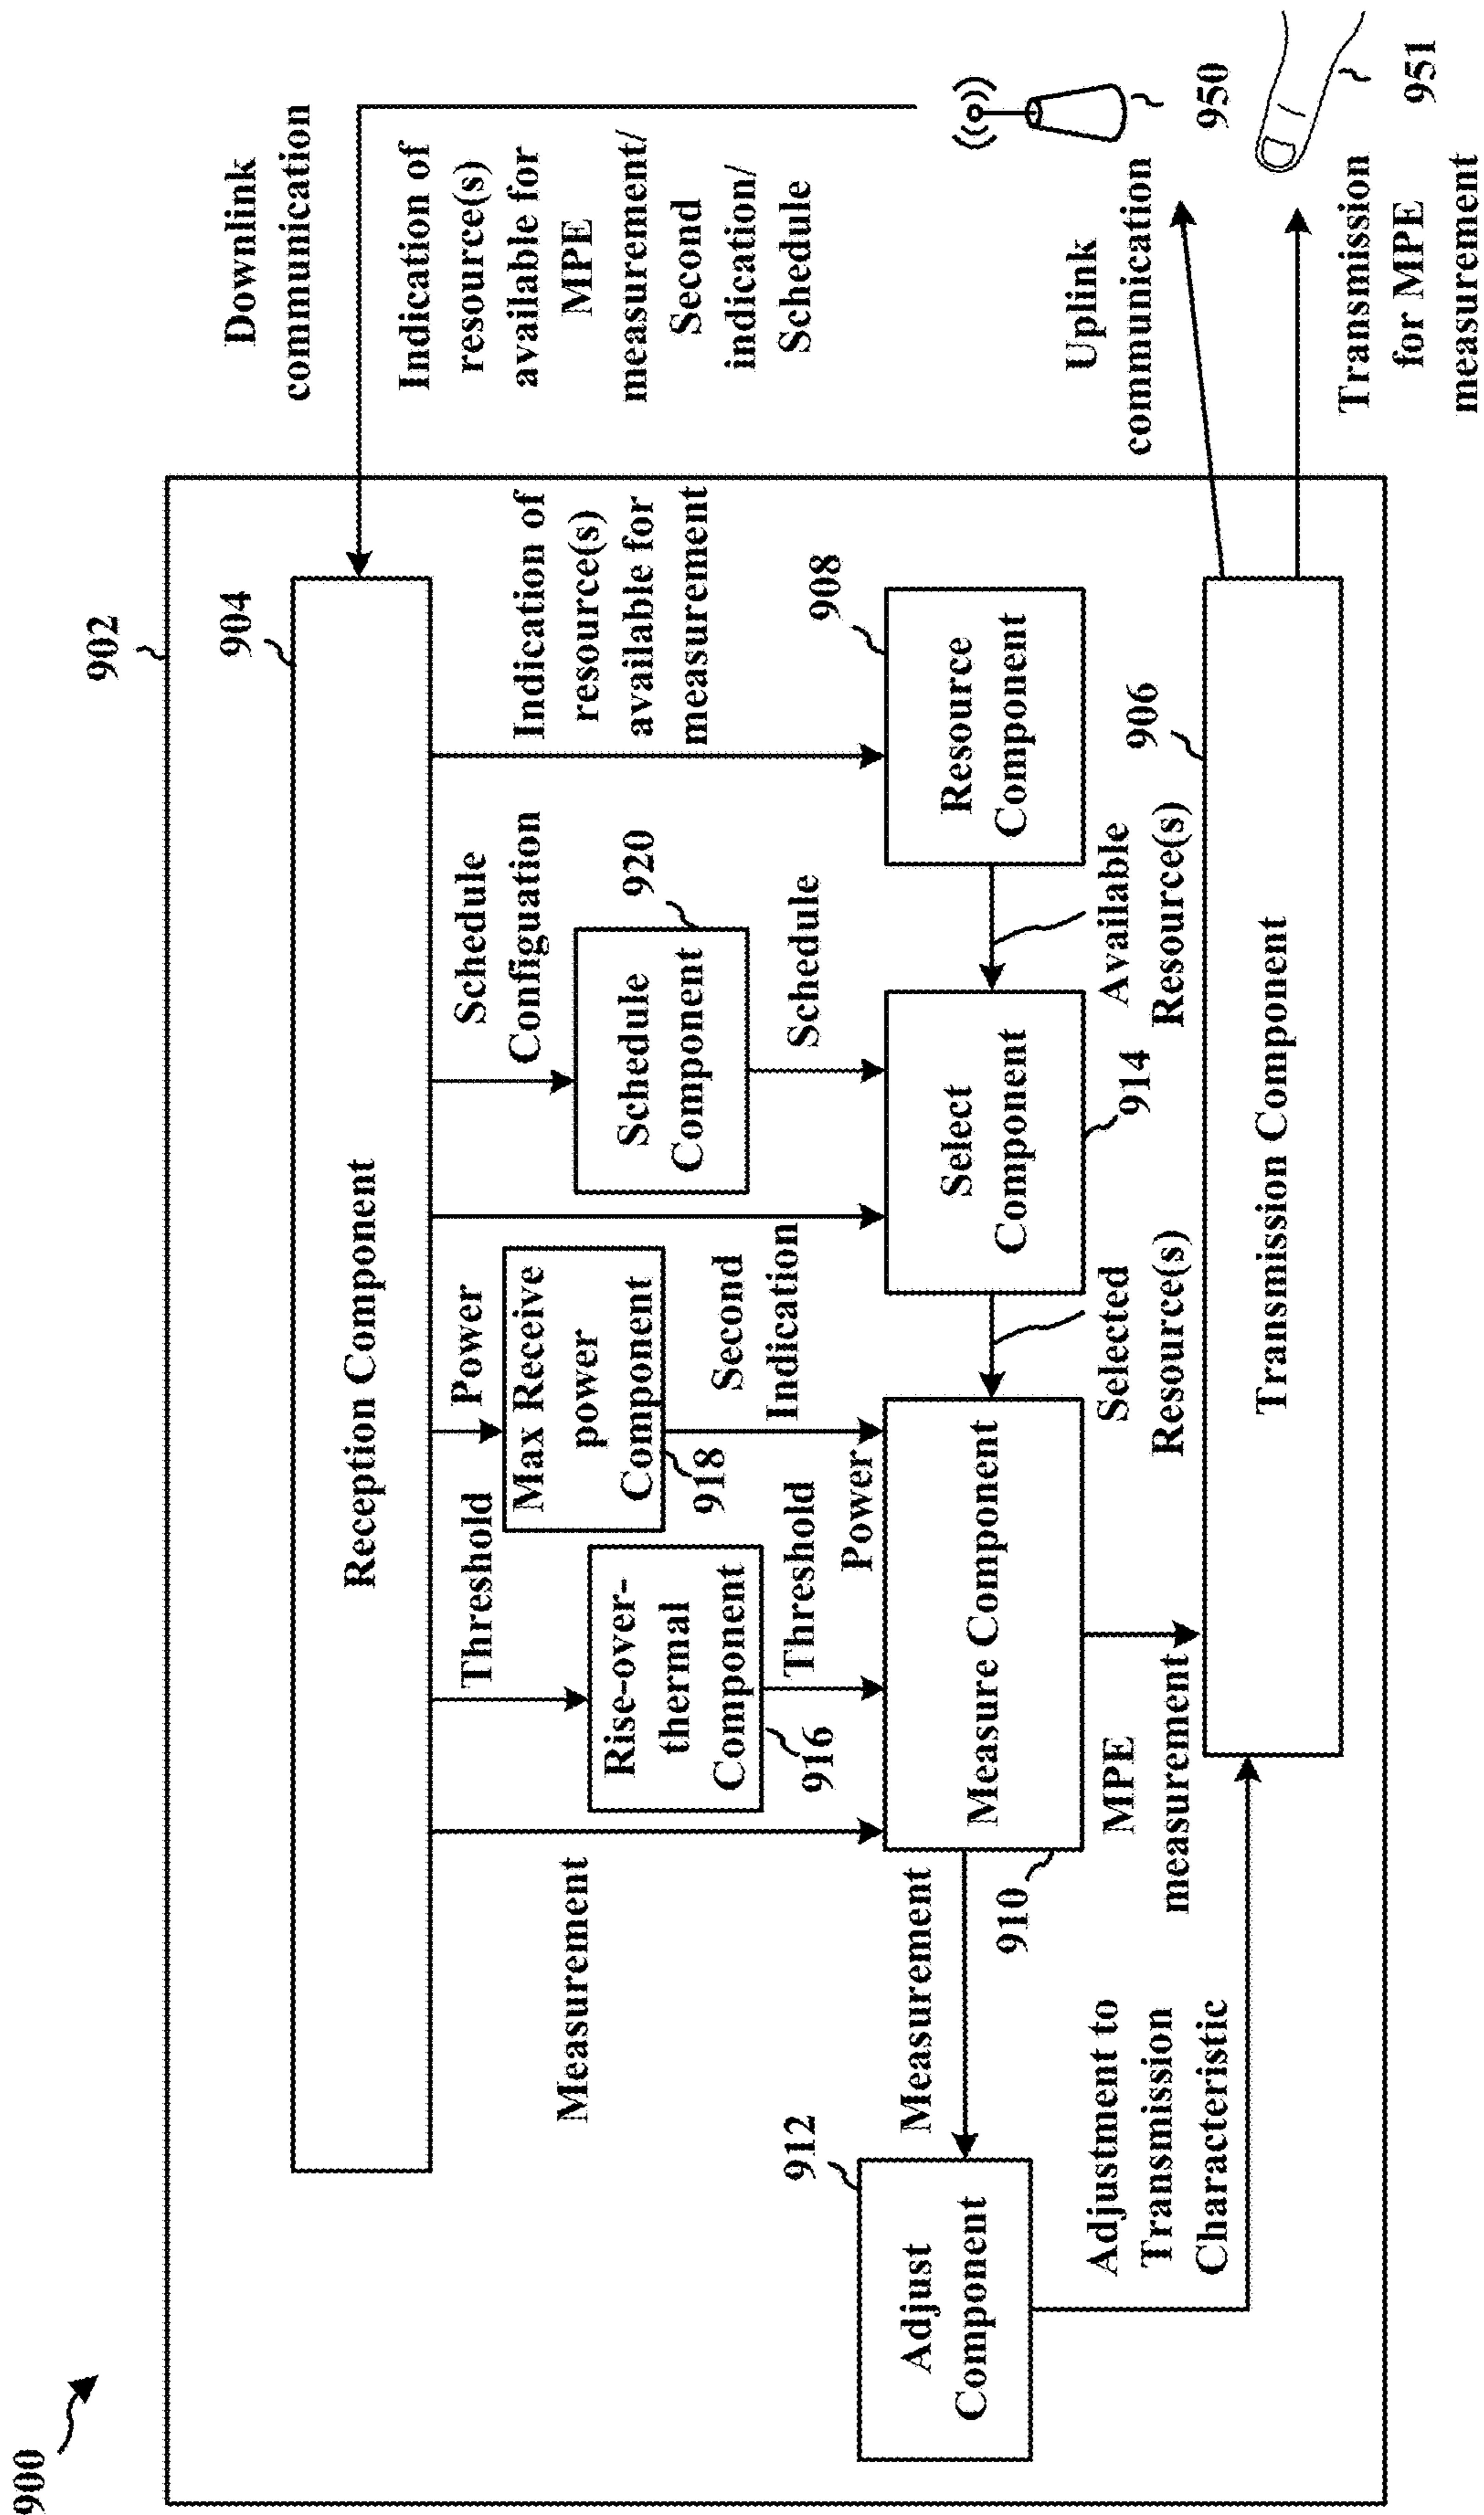 900
902
904
Reception Component
Downlink
communication
Indication of
resource(s)
available for
MPE
measurement/
Second
indication/
Schedule
Measurement
Threshold
Rise-over-
thermal
Component
916
Threshold
Power
Max Receive
power
Component
918
Power
Second
Indication
Schedule
Configuation
Schedule
Component
920
Schedule
Indication of
resource(s)
available for
measurement
908
Resource
Component
Available
Resource(s)
Select
Component
914
Selected
Resource(s)
Measure Component
910
Measurement
912
Adjust
Component
Adjustment to
Transmission
Characteristic
MPE
measurement
906
Transmission Component
Uplink
communication
950
Transmission
for MPE
measurement
951